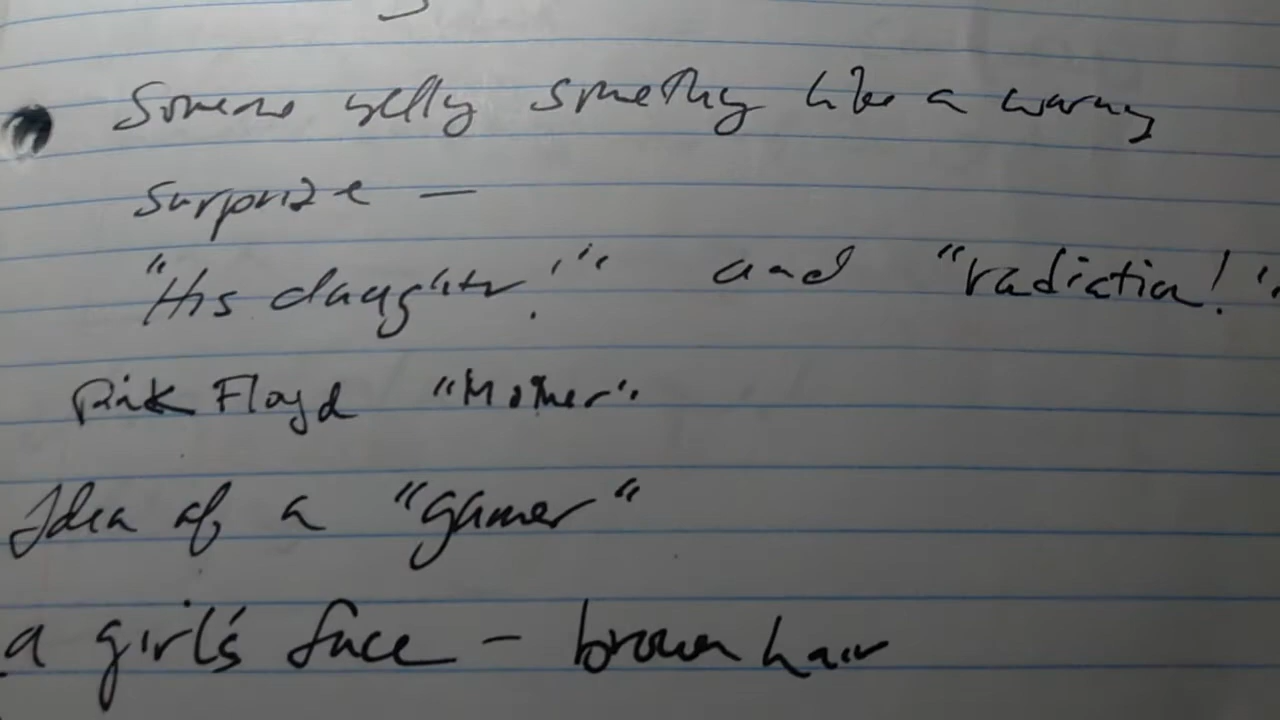 Someone yelling something like a warning
surprize —
"His daughter!" and "radiation!"
Pink Floyd "Mother".
Idea of a "gamer"
a girl's face - brown hair